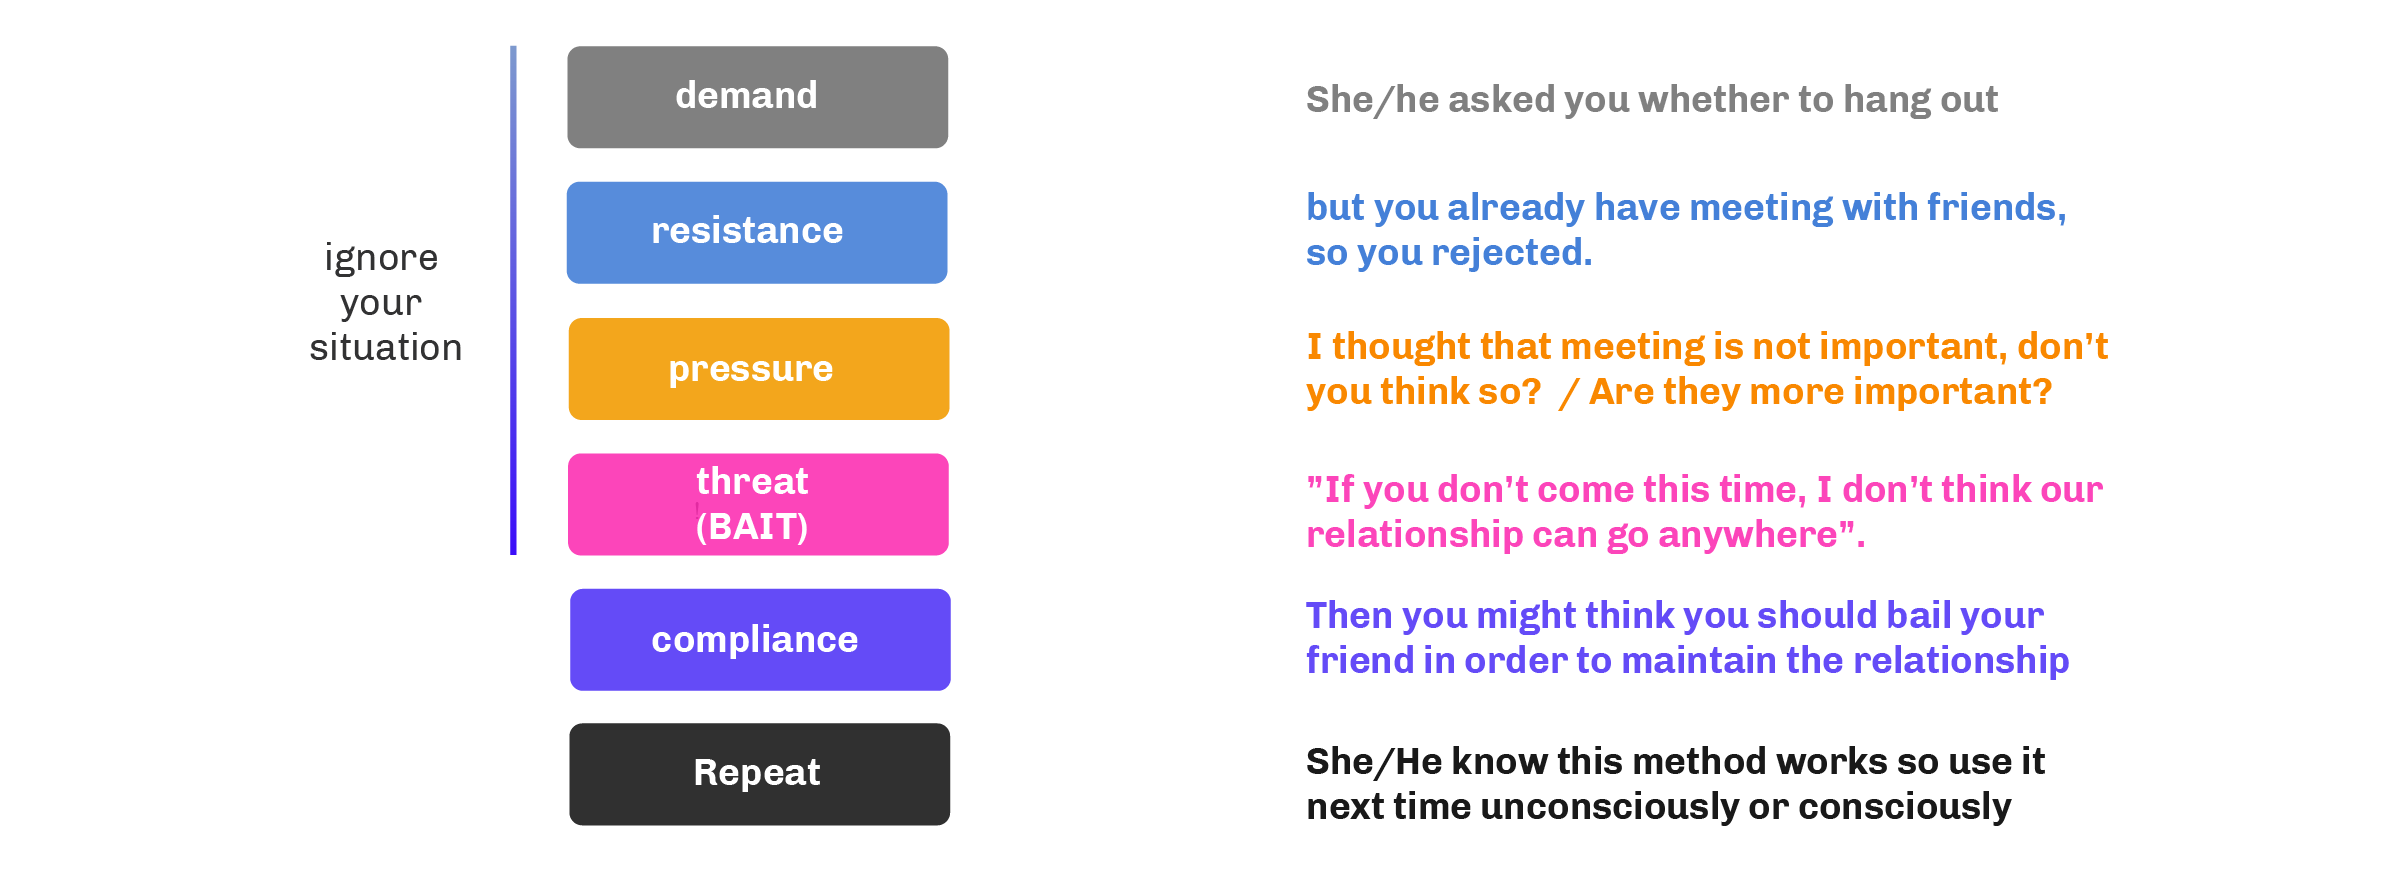 demand
She/he asked you whether to hang out
resistance
but you already have meeting with friends,
so you rejected.
ignore
your
situation
pressure
I thought that meeting is not important, don’t
you think so?  / Are they more important?
threat
(BAIT)
”If you don’t come this time, I don’t think our
relationship can go anywhere”.
compliance
Then you might think you should bail your
friend in order to maintain the relationship
Repeat
She/He know this method works so use it
next time unconsciously or consciously